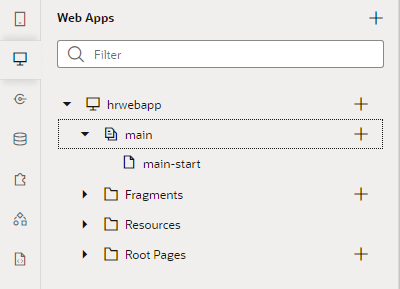 Web Apps
Filter
hrwebapp
main
main-start
Fragments
Resources
Root Pages